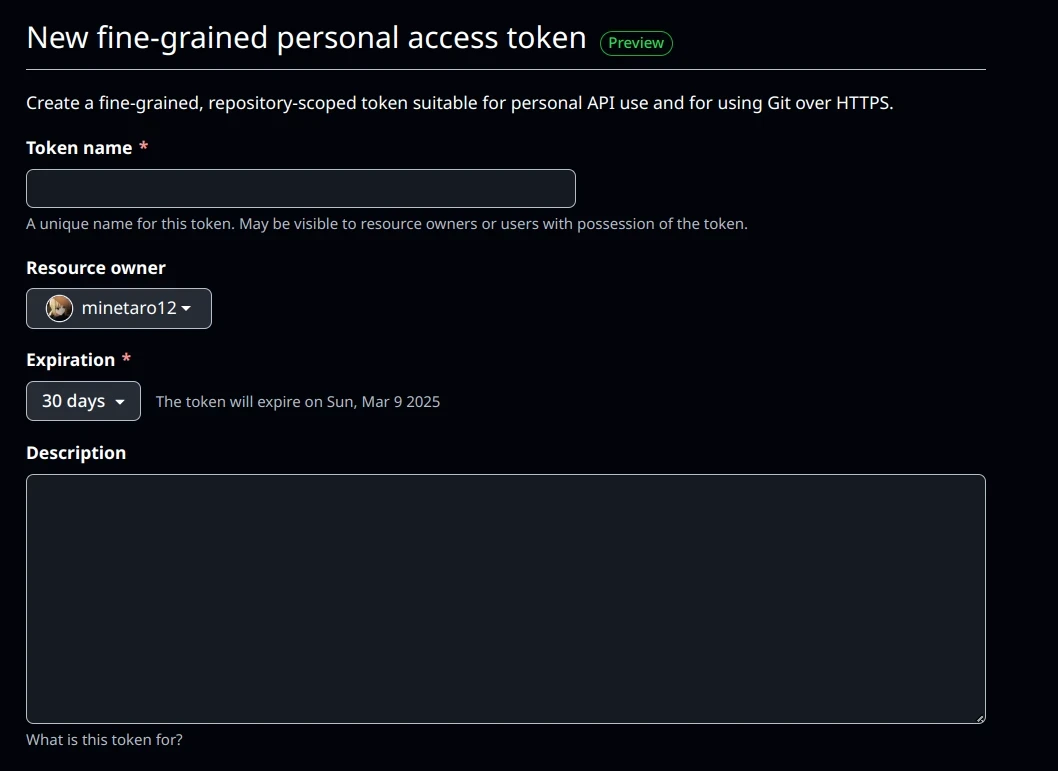 New fine-grained personal access token Preview
Create a fine-grained, repository-scoped token suitable for personal API use and for using Git over HTTPS.
Token name *
A unique name for this token. May be visible to resource owners or users with possession of the token.
Resource owner
minetaro12
Expiration *
30 days The token will expire on Sun, Mar 9 2025
Description
What is this token for?